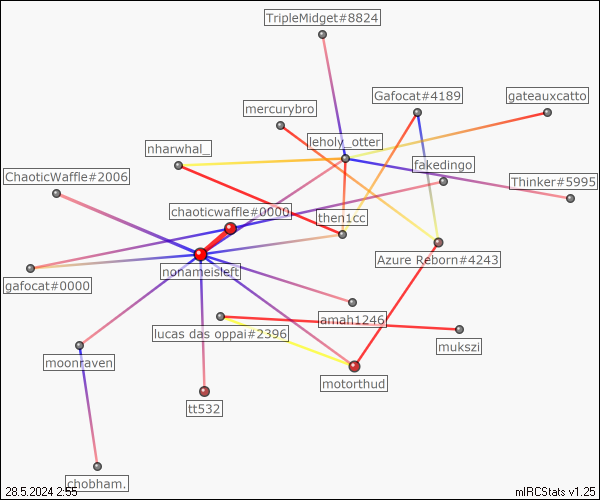 TripleMidget#8824
Gafocat#4189
gateauxcatto
mercurybro
leholy_otter
nharwhal_
fakedingo
ChaoticWaffle#2006
Thinker#5995
chaoticwaffle#0000
then1cc
Azure Reborn#4243
nonameisleft
gafocat#0000
amah1246
lucas das oppai#2396
mukszi
moonraven
motorthud
tt532
chobham.
28.5.2024 2:55
mIRCStats v1.25